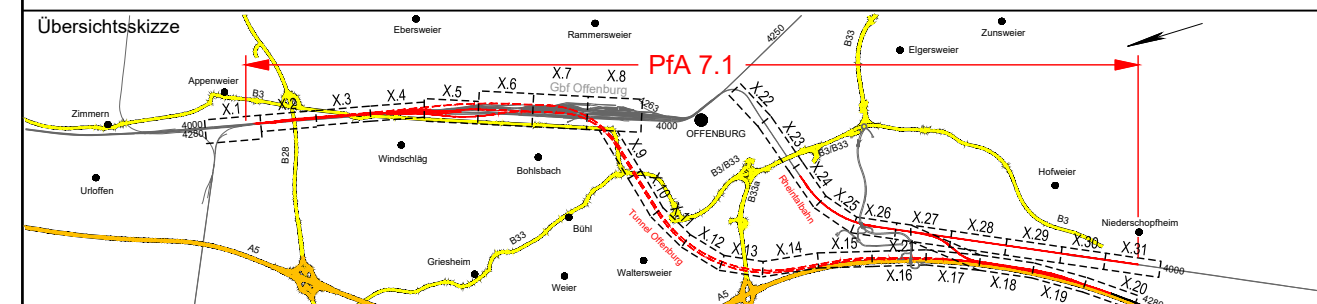 Übersichtsskizze
Ebersweier
Rammersweier
4250
B33
Zunsweier
Elgersweier
PfA 7.1
Appenweier
B3
Zimmern
X.1
X.2
X.3
X.4
X.5
X.6
X.7
X.8
Gbf Offenburg
4263
4000
4280
4000
OFFENBURG
X.22
X.23
X.24
X.25
B3/B33
B3/B33
B33a
Rheintalbahn
Urloffen
B28
Windschläg
Bohlsbach
X.9
X.10
X.11
X.12
X.13
X.14
X.15
X.26
X.27
X.28
X.29
X.30
X.31
Hofweier
B3
Niederschopfheim
4000
Tunnel Offenburg
Bühl
B33
A5
Griesheim
Weier
Waltersweier
A5
X.21
X.16
X.17
X.18
X.19
X.20
4280